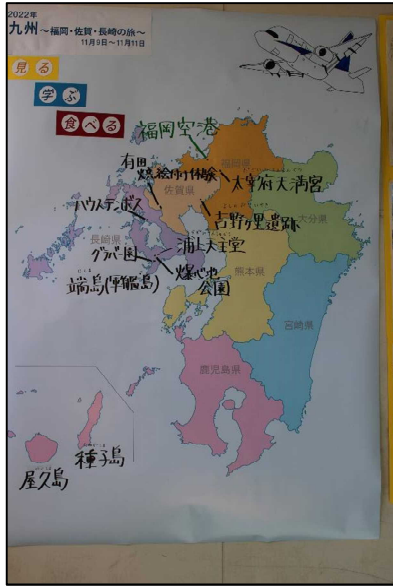 2022年
九州～福岡・佐賀・長崎の旅～
11月9日～11月11日
見る
学ぶ
食べる
福岡空港
福岡県
有田
焼絵付け体験
太宰府天満宮
佐賀県
ハウステンボス
吉野ヶ里遺跡
大分県
長崎県
浦上天主堂
グラバー園
熊本県
端島(軍艦島)
爆心地
公園
宮崎県
鹿児島県
種子島
屋久島